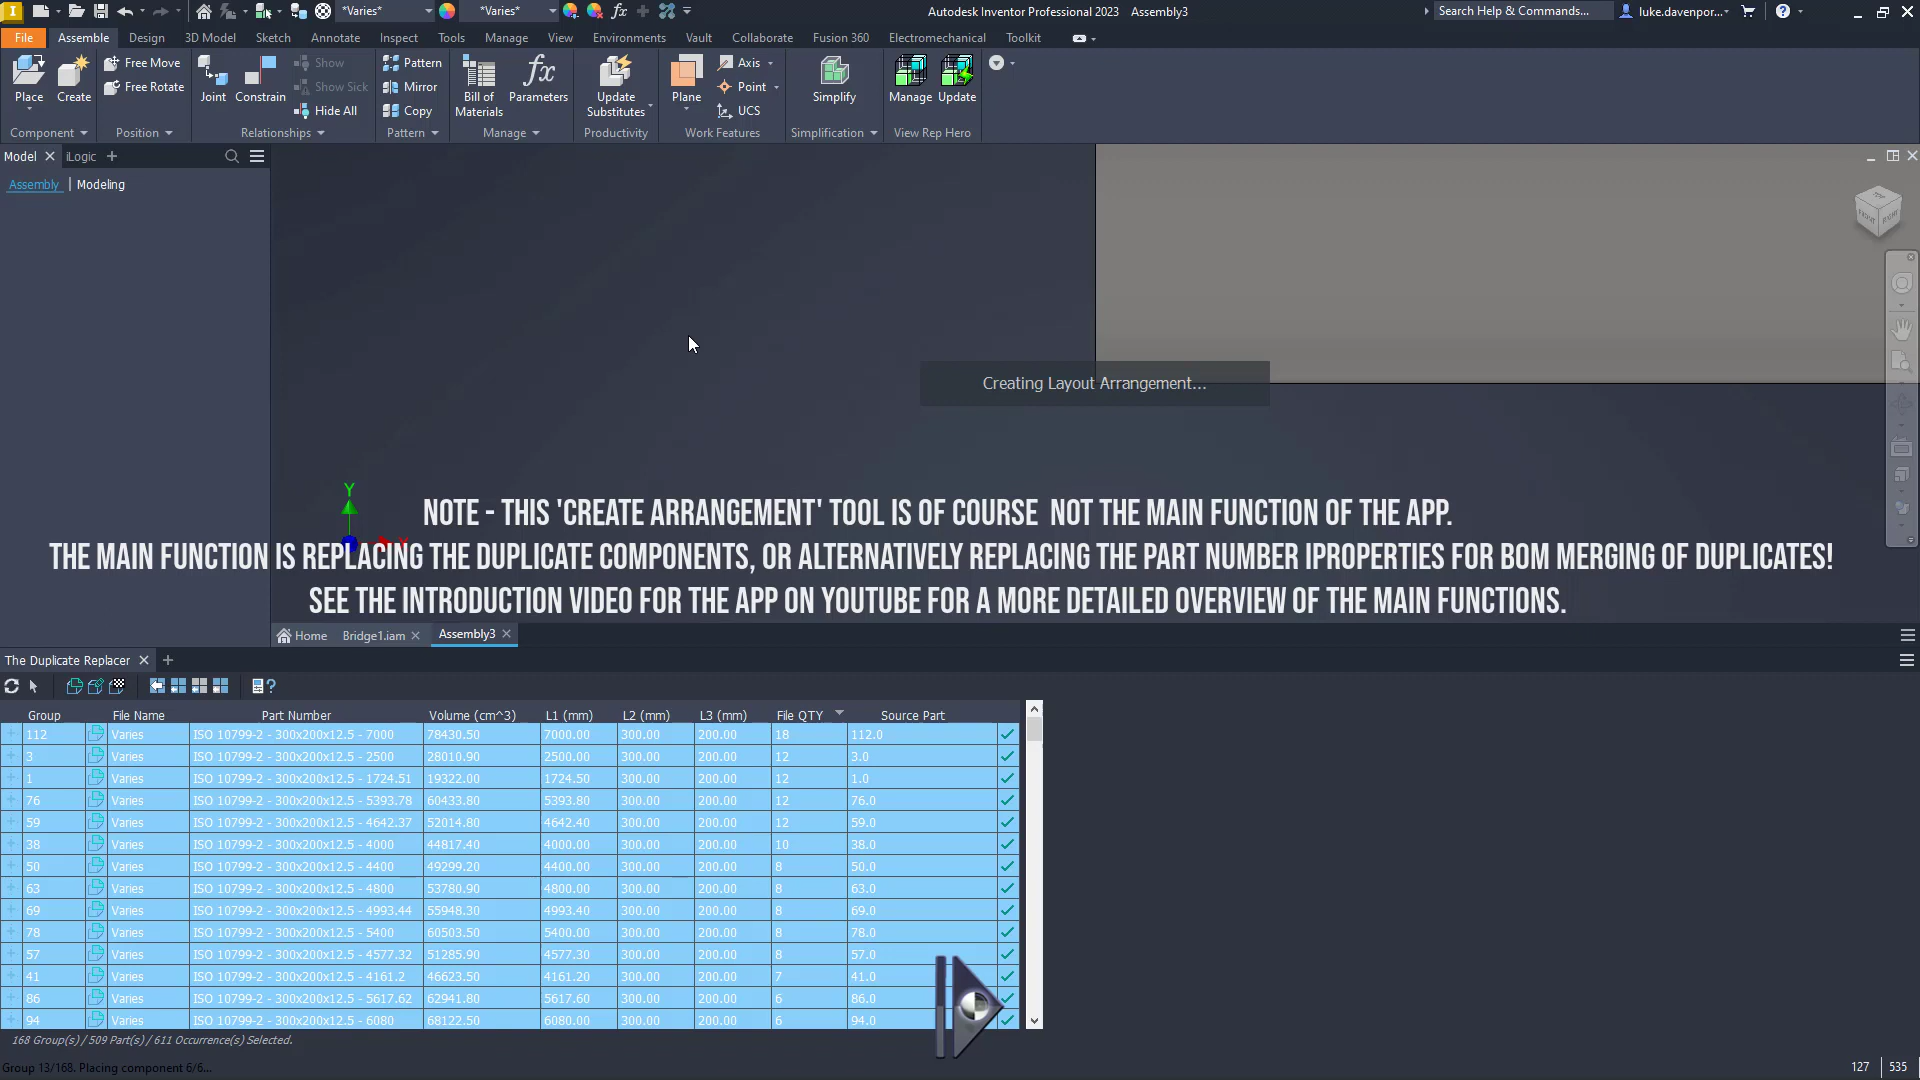 *Varies*
*Varies*
Autodesk Inventor Professional 2023 Assembly3
Search Help & Commands...
luke.davenpor...
File Assemble Design 3D Model Sketch Annotate Inspect Tools Manage View Environments Vault Collaborate Fusion 360 Electromechanical Toolkit
Place
Create
Free Move
Free Rotate
Joint
Constrain
Show
Show Sick
Hide All
Pattern
Mirror
Copy
Bill of
Materials
Parameters
Update
Substitutes
Plane
Axis
Point
UCS
Simplify
Manage
Update
Component Position Relationships Pattern Manage Productivity Work Features Simplification View Rep Hero
Model iLogic
Assembly | Modeling
TOP
FRONT
RIGHT
Creating Layout Arrangement...
Y
X
NOTE - THIS 'CREATE ARRANGEMENT' TOOL IS OF COURSE NOT THE MAIN FUNCTION OF THE APP.
THE MAIN FUNCTION IS REPLACING THE DUPLICATE COMPONENTS, OR ALTERNATIVELY REPLACING THE PART NUMBER IPROPERTIES FOR BOM MERGING OF DUPLICATES!
SEE THE INTRODUCTION VIDEO FOR THE APP ON YOUTUBE FOR A MORE DETAILED OVERVIEW OF THE MAIN FUNCTIONS.
Home Bridge1.iam Assembly3
The Duplicate Replacer
Group File Name Part Number Volume (cm^3) L1 (mm) L2 (mm) L3 (mm) File QTY Source Part
112 Varies ISO 10799-2 - 300x200x12.5 - 7000 78430.50 7000.00 300.00 200.00 18 112.0
3 Varies ISO 10799-2 - 300x200x12.5 - 2500 28010.90 2500.00 300.00 200.00 12 3.0
1 Varies ISO 10799-2 - 300x200x12.5 - 1724.51 19322.00 1724.50 300.00 200.00 12 1.0
76 Varies ISO 10799-2 - 300x200x12.5 - 5393.78 60433.80 5393.80 300.00 200.00 12 76.0
59 Varies ISO 10799-2 - 300x200x12.5 - 4642.37 52014.80 4642.40 300.00 200.00 12 59.0
38 Varies ISO 10799-2 - 300x200x12.5 - 4000 44817.40 4000.00 300.00 200.00 10 38.0
50 Varies ISO 10799-2 - 300x200x12.5 - 4400 49299.20 4400.00 300.00 200.00 8 50.0
63 Varies ISO 10799-2 - 300x200x12.5 - 4800 53780.90 4800.00 300.00 200.00 8 63.0
69 Varies ISO 10799-2 - 300x200x12.5 - 4993.44 55948.30 4993.40 300.00 200.00 8 69.0
78 Varies ISO 10799-2 - 300x200x12.5 - 5400 60503.50 5400.00 300.00 200.00 8 78.0
57 Varies ISO 10799-2 - 300x200x12.5 - 4577.32 51285.90 4577.30 300.00 200.00 8 57.0
41 Varies ISO 10799-2 - 300x200x12.5 - 4161.2 46623.50 4161.20 300.00 200.00 7 41.0
86 Varies ISO 10799-2 - 300x200x12.5 - 5617.62 62941.80 5617.60 300.00 200.00 6 86.0
94 Varies ISO 10799-2 - 300x200x12.5 - 6080 68122.50 6080.00 300.00 200.00 6 94.0
168 Group(s) / 509 Part(s) / 611 Occurrence(s) Selected.
Group 13/168. Placing component 6/6...
127 535